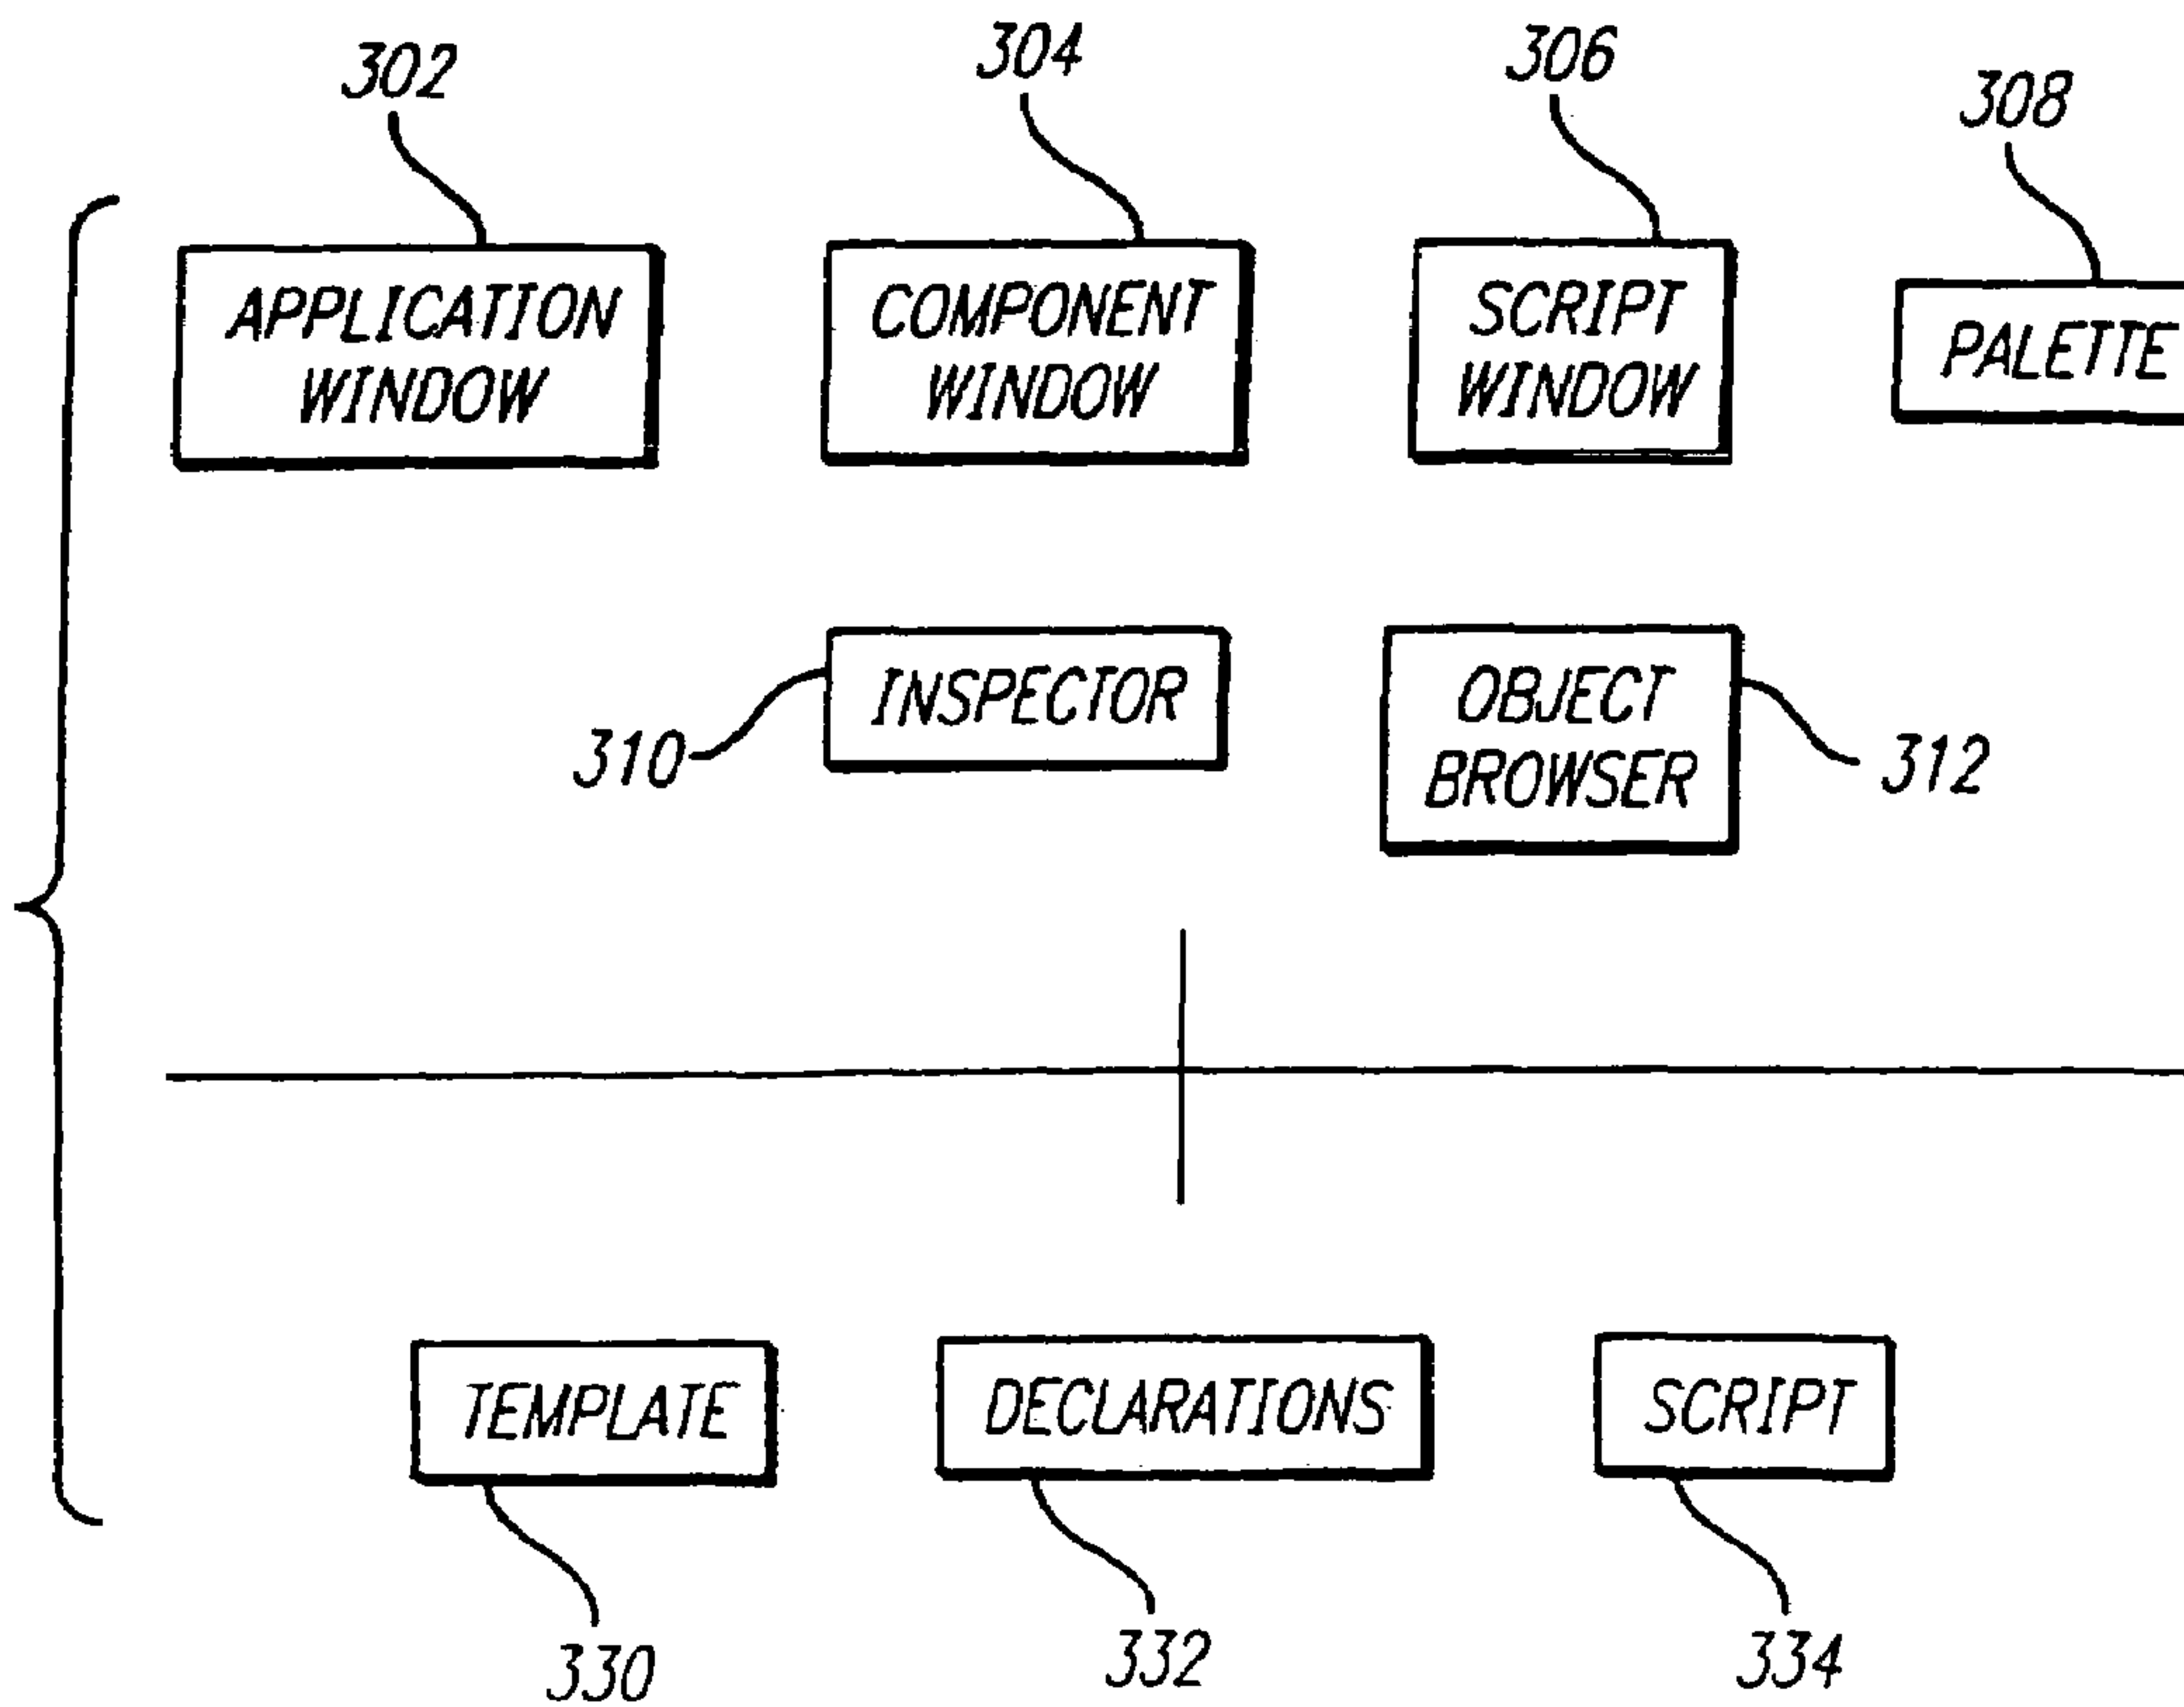 302
304
306
308
APPLICATION
WINDOW
COMPONENT
WINDOW
SCRIPT
WINDOW
PALETTE
INSPECTOR
310
OBJECT
BROWSER
312
TEMPLATE
DECLARATIONS
SCRIPT
330
332
334